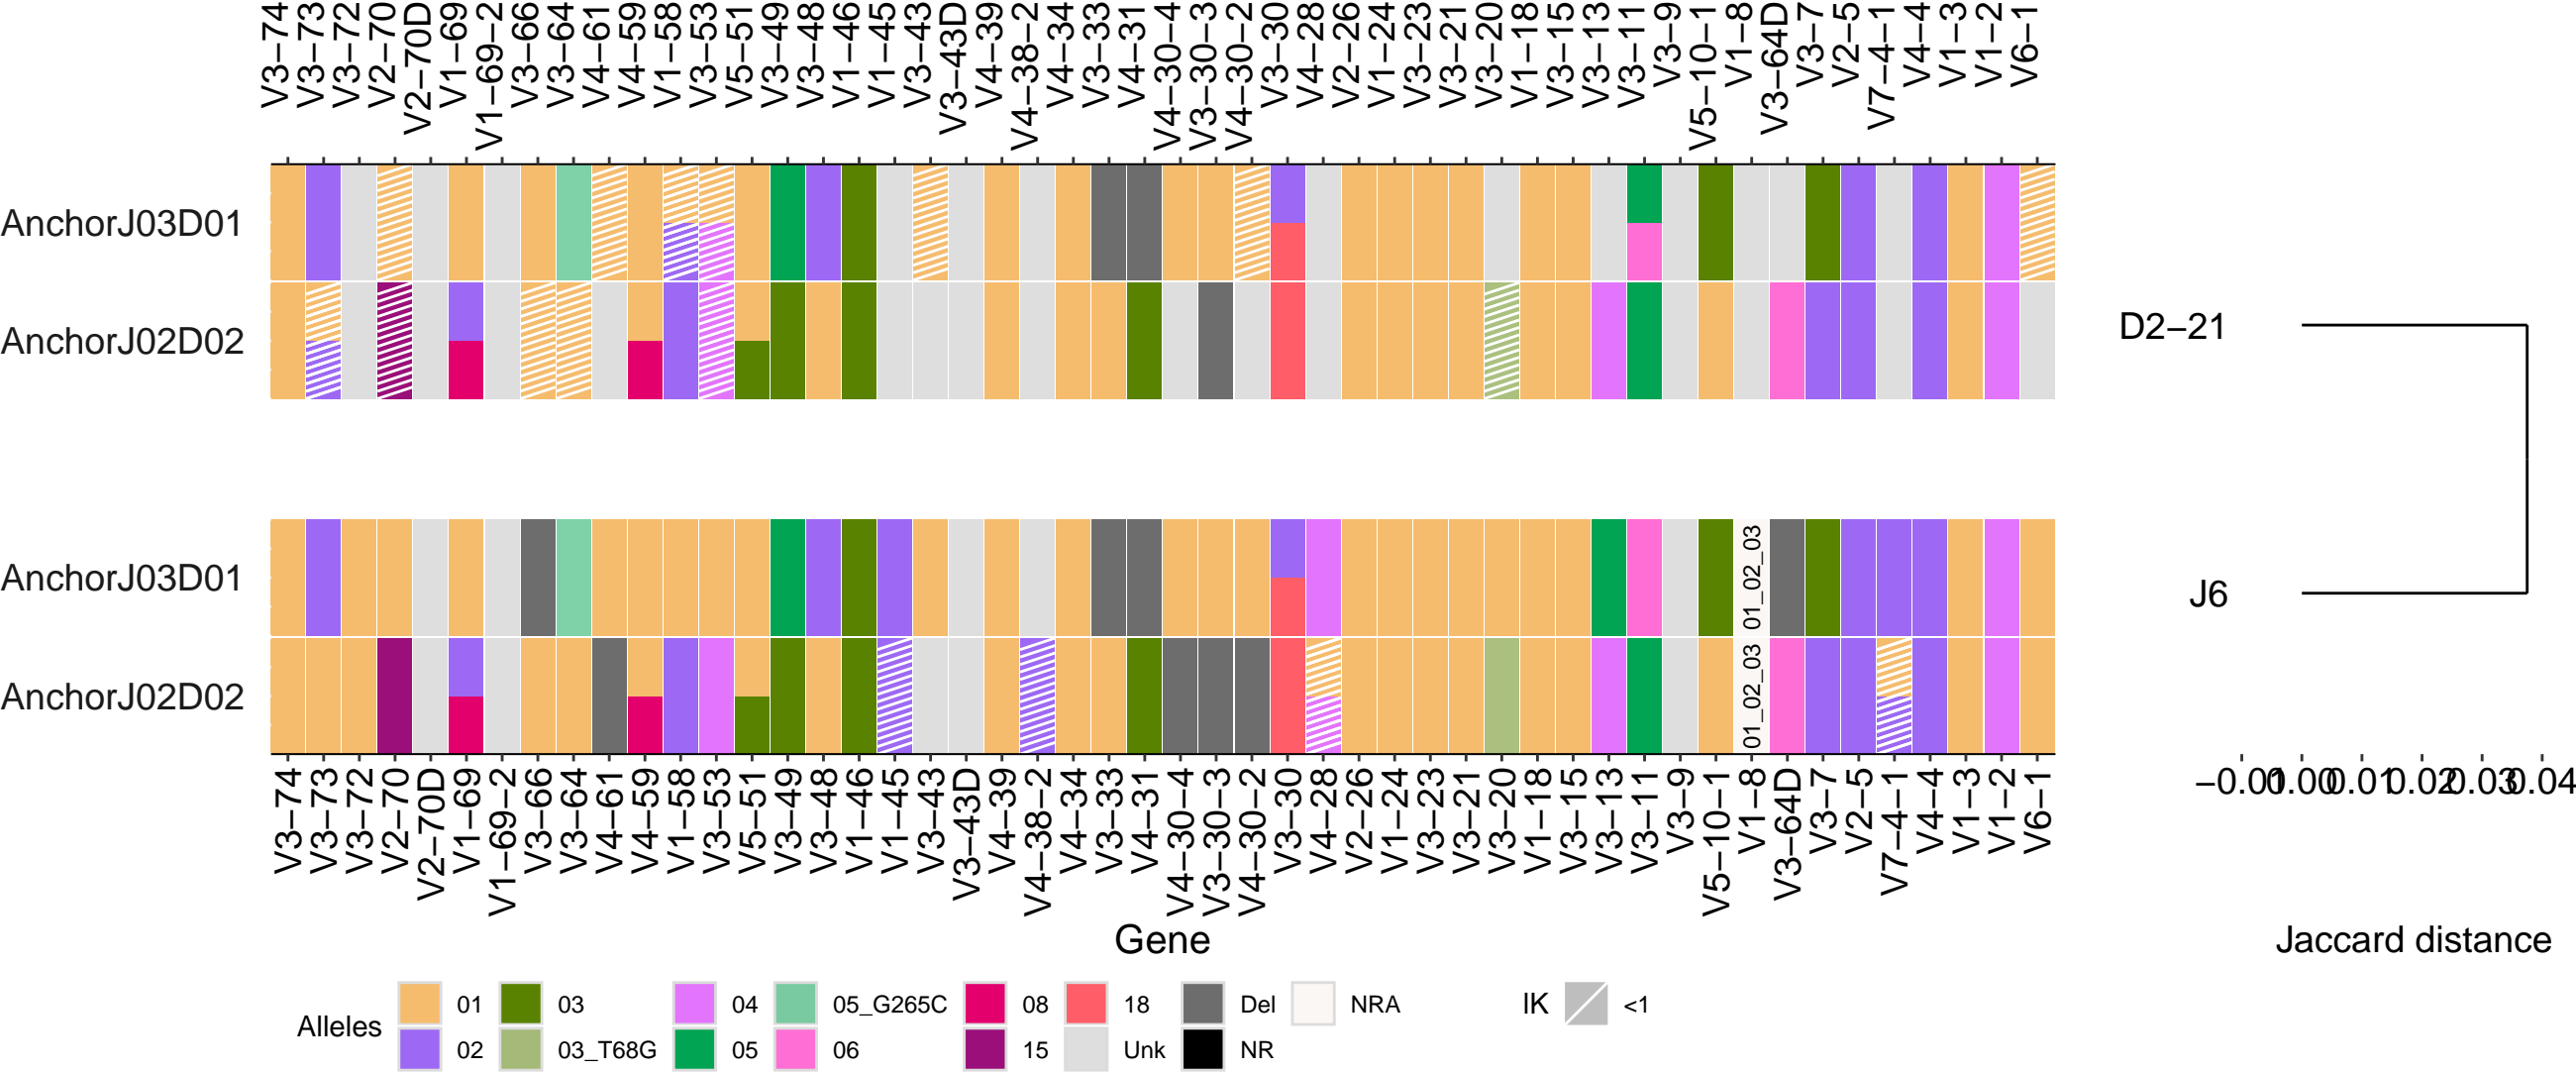 V3−74 V3−73 V3−72 V2−70 V2−70D V1−69 V1−69−2 V3−66 V3−64 V4−61 V4−59 V1−58 V3−53 V5−51 V3−49 V3−48 V1−46 V1−45 V3−43 V3−43D V4−39 V4−38−2 V4−34 V3−33 V4−31 V4−30−4 V3−30−3 V4−30−2 V3−30 V4−28 V2−26 V1−24 V3−23 V3−21 V3−20 V1−18 V3−15 V3−13 V3−11 V3−9 V5−10−1 V1−8 V3−64D V3−7 V2−5 V7−4−1 V4−4 V1−3 V1−2 V6−1
AnchorJ03D01
AnchorJ02D02
D2−21
AnchorJ03D01
01_02_03
J6
AnchorJ02D02
01_02_03
V3−74 V3−73 V3−72 V2−70 V2−70D V1−69 V1−69−2 V3−66 V3−64 V4−61 V4−59 V1−58 V3−53 V5−51 V3−49 V3−48 V1−46 V1−45 V3−43 V3−43D V4−39 V4−38−2 V4−34 V3−33 V4−31 V4−30−4 V3−30−3 V4−30−2 V3−30 V4−28 V2−26 V1−24 V3−23 V3−21 V3−20 V1−18 V3−15 V3−13 V3−11 V3−9 V5−10−1 V1−8 V3−64D V3−7 V2−5 V7−4−1 V4−4 V1−3 V1−2 V6−1
−0.01 0.00 0.01 0.02 0.03 0.04
Gene
Jaccard distance
Alleles
01 03 04 05_G265C 08 18 Del NRA
02 03_T68G 05 06 15 Unk NR
IK <1